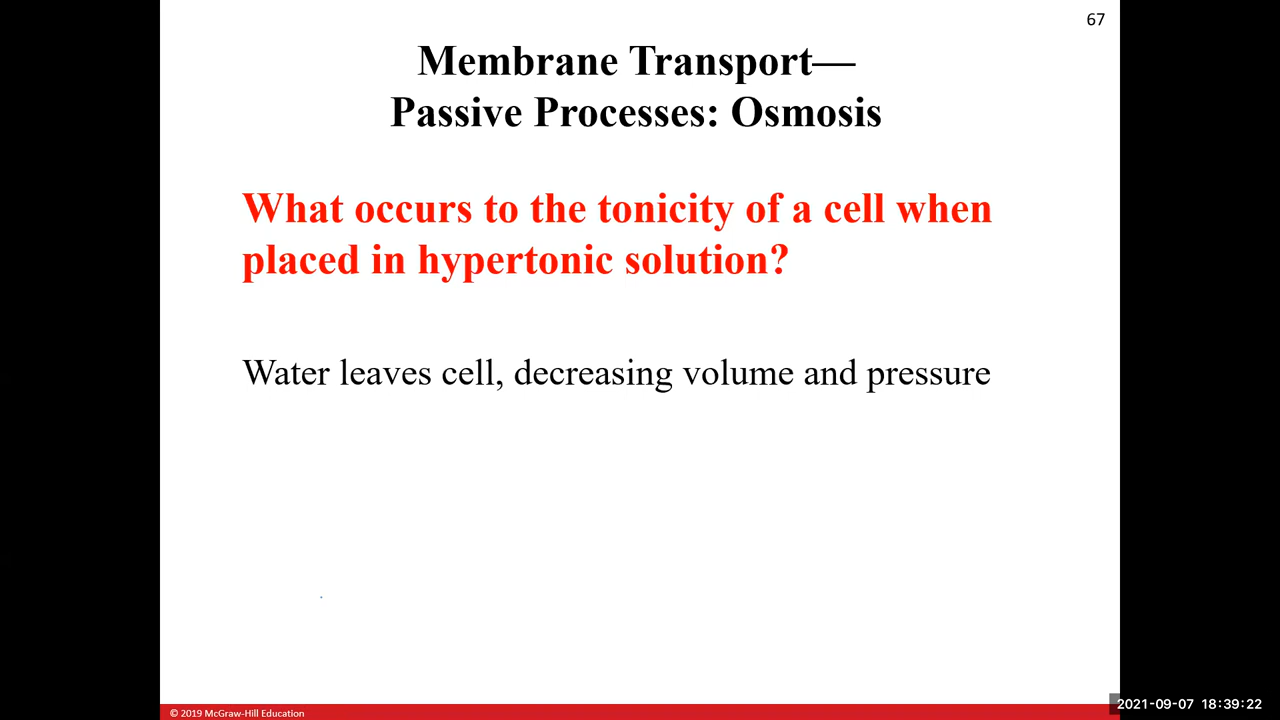 67
Membrane Transport—
Passive Processes: Osmosis
What occurs to the tonicity of a cell when
placed in hypertonic solution?
Water leaves cell, decreasing volume and pressure
© 2019 McGraw-Hill Education
2021-09-07 18:39:22